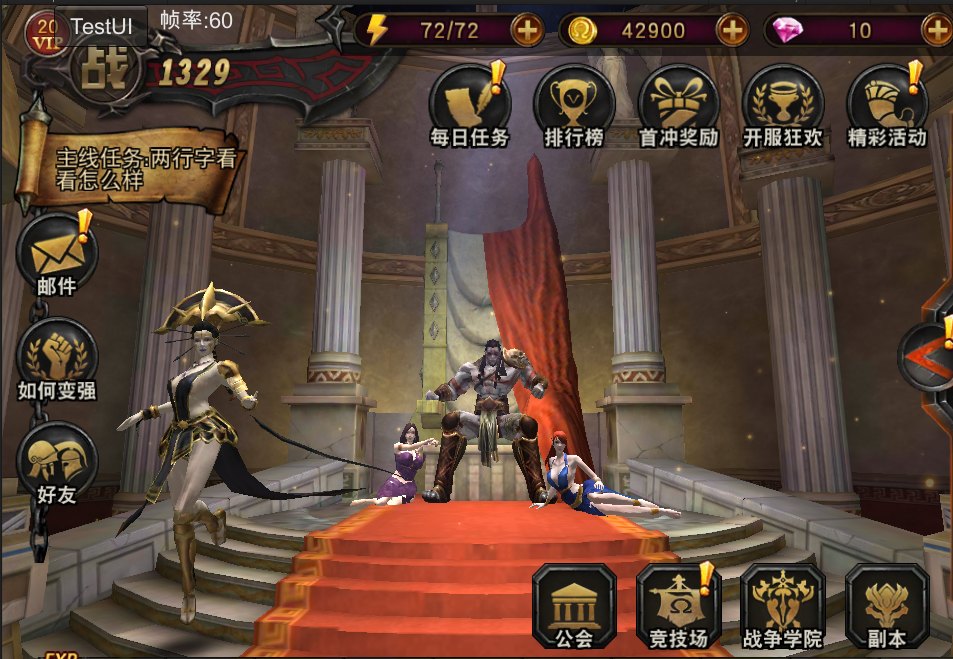 20
VIP
TestUI
帧率:60
72/72
42900
10
战
1329
每日任务
排行榜
首冲奖励
开服狂欢
精彩活动
主线任务:两行字看
看怎么样
邮件
如何变强
好友
公会
竞技场
战争学院
副本
EXP